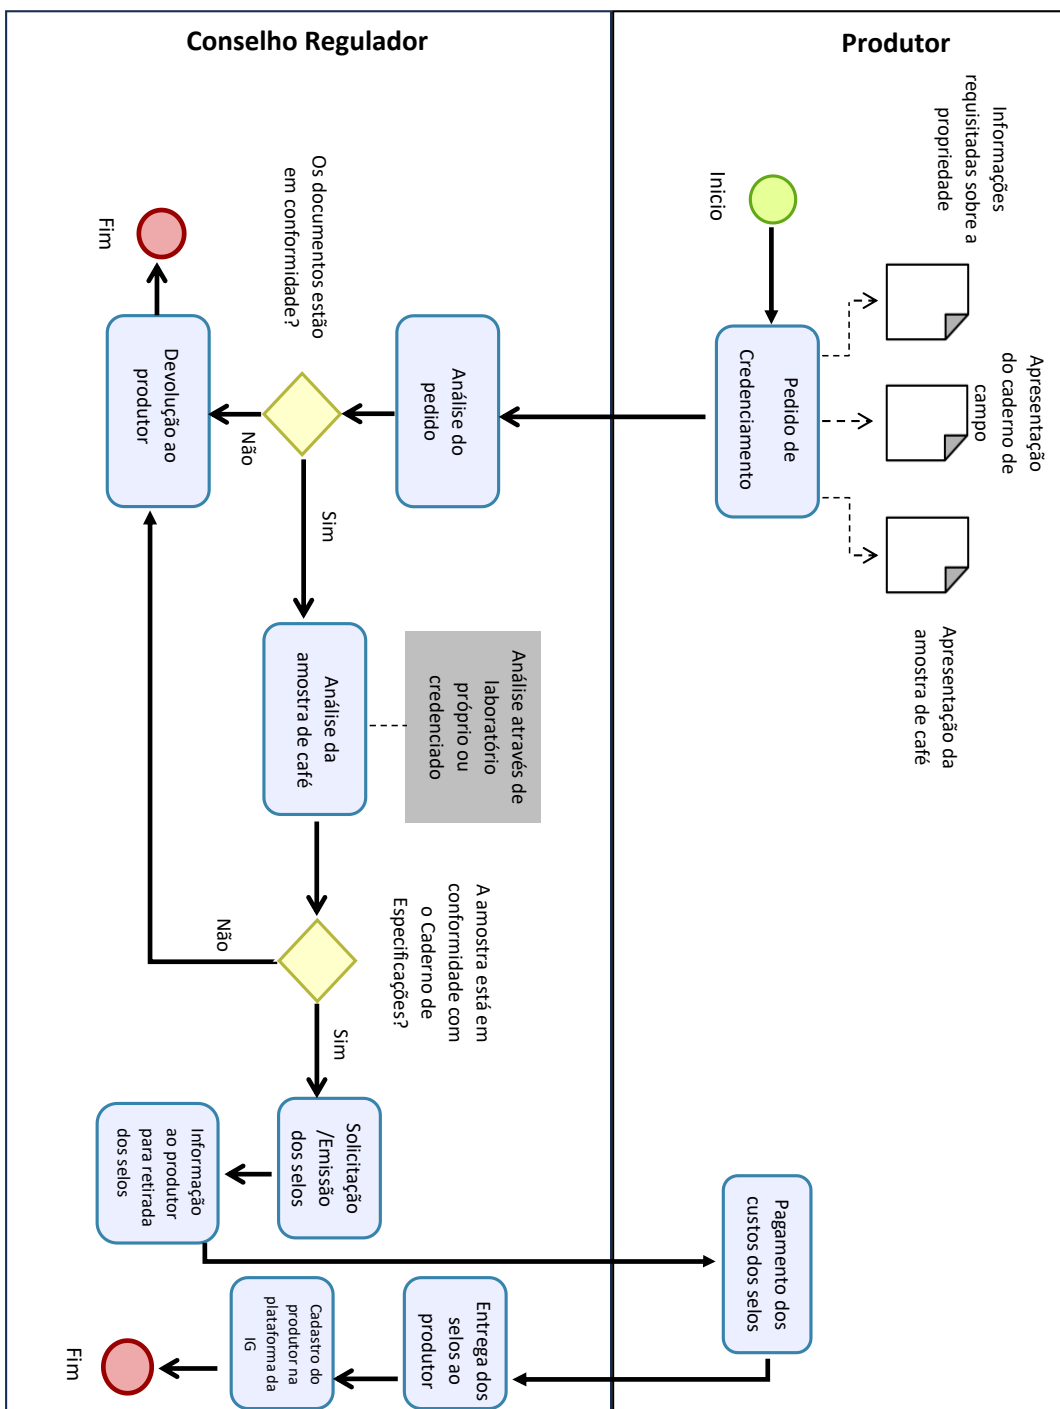 Conselho Regulador
Produtor
Informações
requisitadas sobre a
propriedade
Inicio
Pedido de
Credenciamento
Apresentação
do caderno de
campo
Apresentação da
amostra de café
Os documentos estão
em conformidade?
Fim
Devolução ao
produtor
Não
Análise do
pedido
Sim
Análise da
amostra de café
Análise através de
laboratório
próprio ou
credenciado
A amostra está em
conformidade com
o Caderno de
Especificações?
Não
Sim
Solicitação
/Emissão
dos selos
Informação
ao produtor
para retirada
dos selos
Pagamento dos
custos dos selos
Entrega dos
selos ao
produtor
Cadastro do
produtor na
plataforma da
IG
Fim